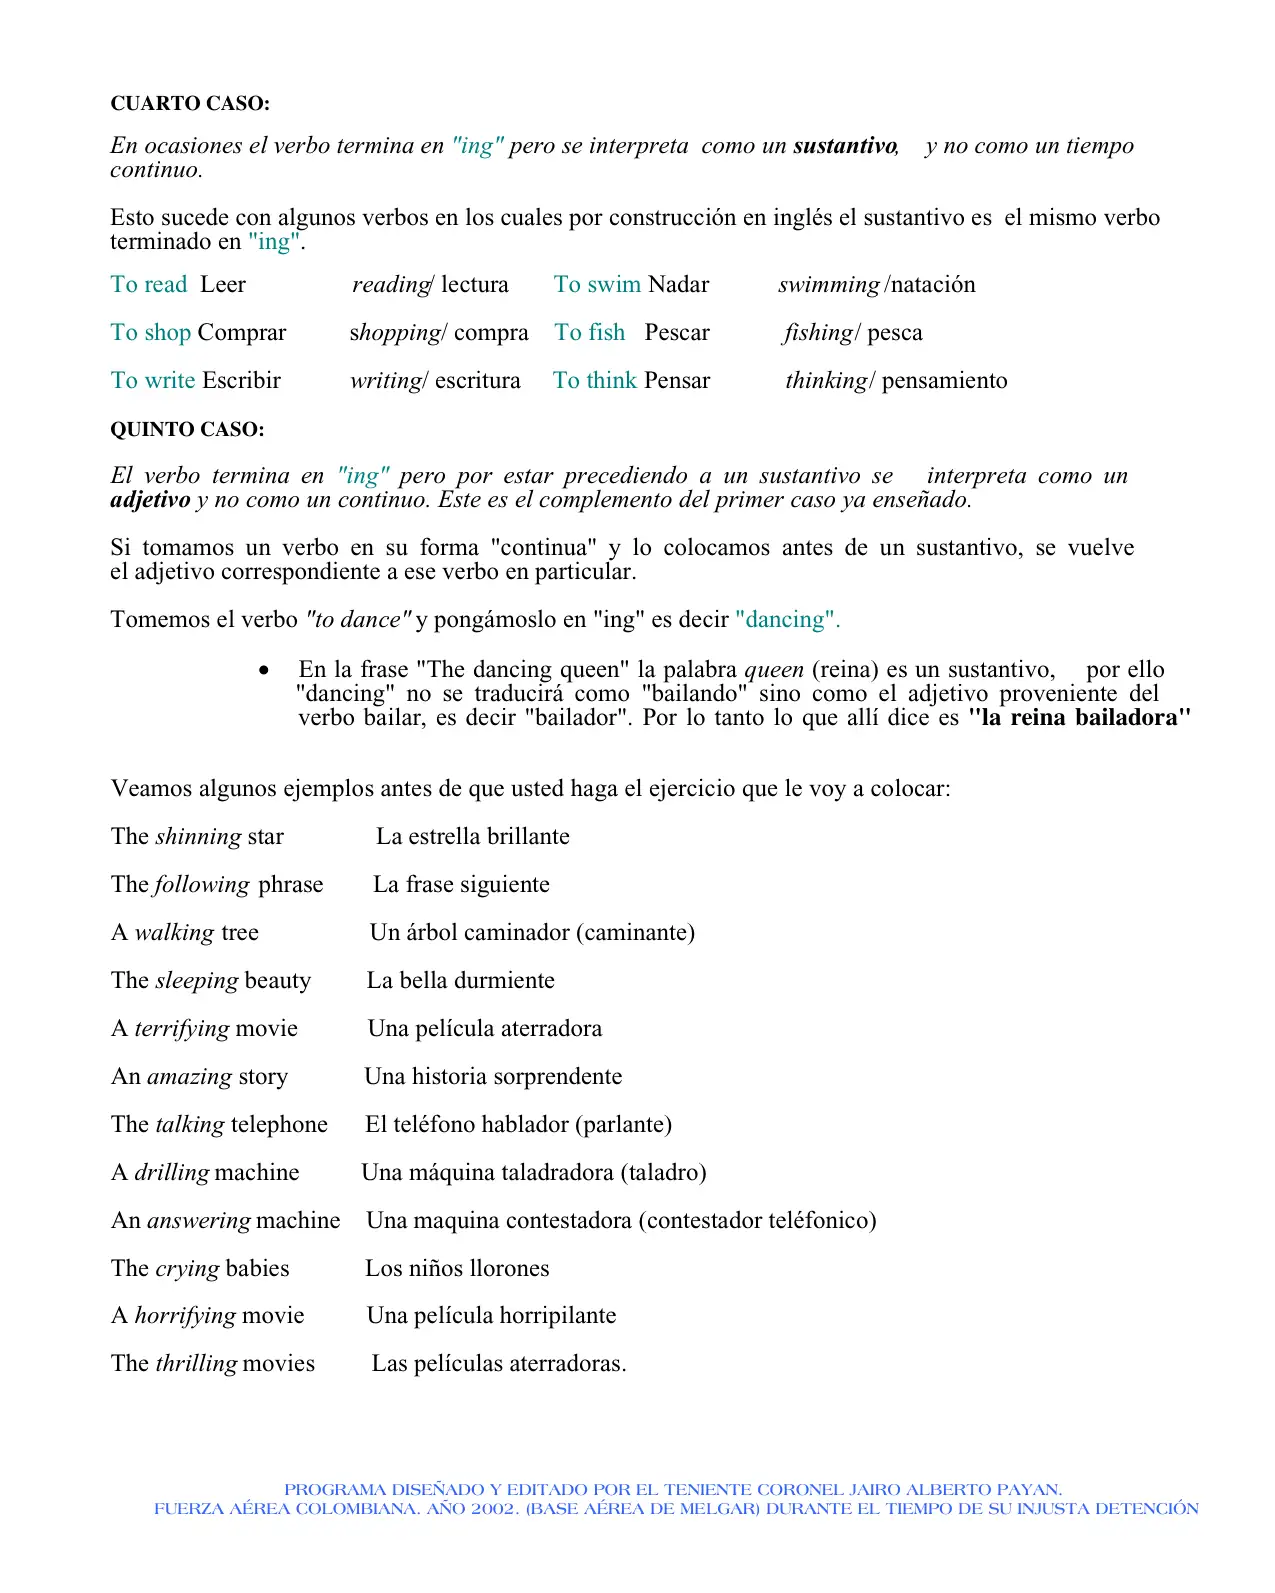 CUARTO CASO:
En ocasiones el verbo termina en "ing" pero se interpreta como un sustantivo, y no como un tiempo
continuo.
Esto sucede con algunos verbos en los cuales por construcción en inglés el sustantivo es el mismo verbo
terminado en "ing".
To read Leer reading/ lectura To swim Nadar swimming /natación
To shop Comprar shopping/ compra To fish Pescar fishing/ pesca
To write Escribir writing/ escritura To think Pensar thinking/ pensamiento
QUINTO CASO:
El verbo termina en "ing" pero por estar precediendo a un sustantivo se interpreta como un
adjetivo y no como un continuo. Este es el complemento del primer caso ya enseñado.
Si tomamos un verbo en su forma "continua" y lo colocamos antes de un sustantivo, se vuelve
el adjetivo correspondiente a ese verbo en particular.
Tomemos el verbo "to dance" y pongámoslo en "ing" es decir "dancing".
• En la frase "The dancing queen" la palabra queen (reina) es un sustantivo, por ello
"dancing" no se traducirá como "bailando" sino como el adjetivo proveniente del
verbo bailar, es decir "bailador". Por lo tanto lo que allí dice es "la reina bailadora"
Veamos algunos ejemplos antes de que usted haga el ejercicio que le voy a colocar:
The shinning star La estrella brillante
The following phrase La frase siguiente
A walking tree Un árbol caminador (caminante)
The sleeping beauty La bella durmiente
A terrifying movie Una película aterradora
An amazing story Una historia sorprendente
The talking telephone El teléfono hablador (parlante)
A drilling machine Una máquina taladradora (taladro)
An answering machine Una maquina contestadora (contestador teléfonico)
The crying babies Los niños llorones
A horrifying movie Una película horripilante
The thrilling movies Las películas aterradoras.
PROGRAMA DISEÑADO Y EDITADO POR EL TENIENTE CORONEL JAIRO ALBERTO PAYAN.
FUERZA AÉREA COLOMBIANA. AÑO 2002. (BASE AÉREA DE MELGAR) DURANTE EL TIEMPO DE SU INJUSTA DETENCIÓN